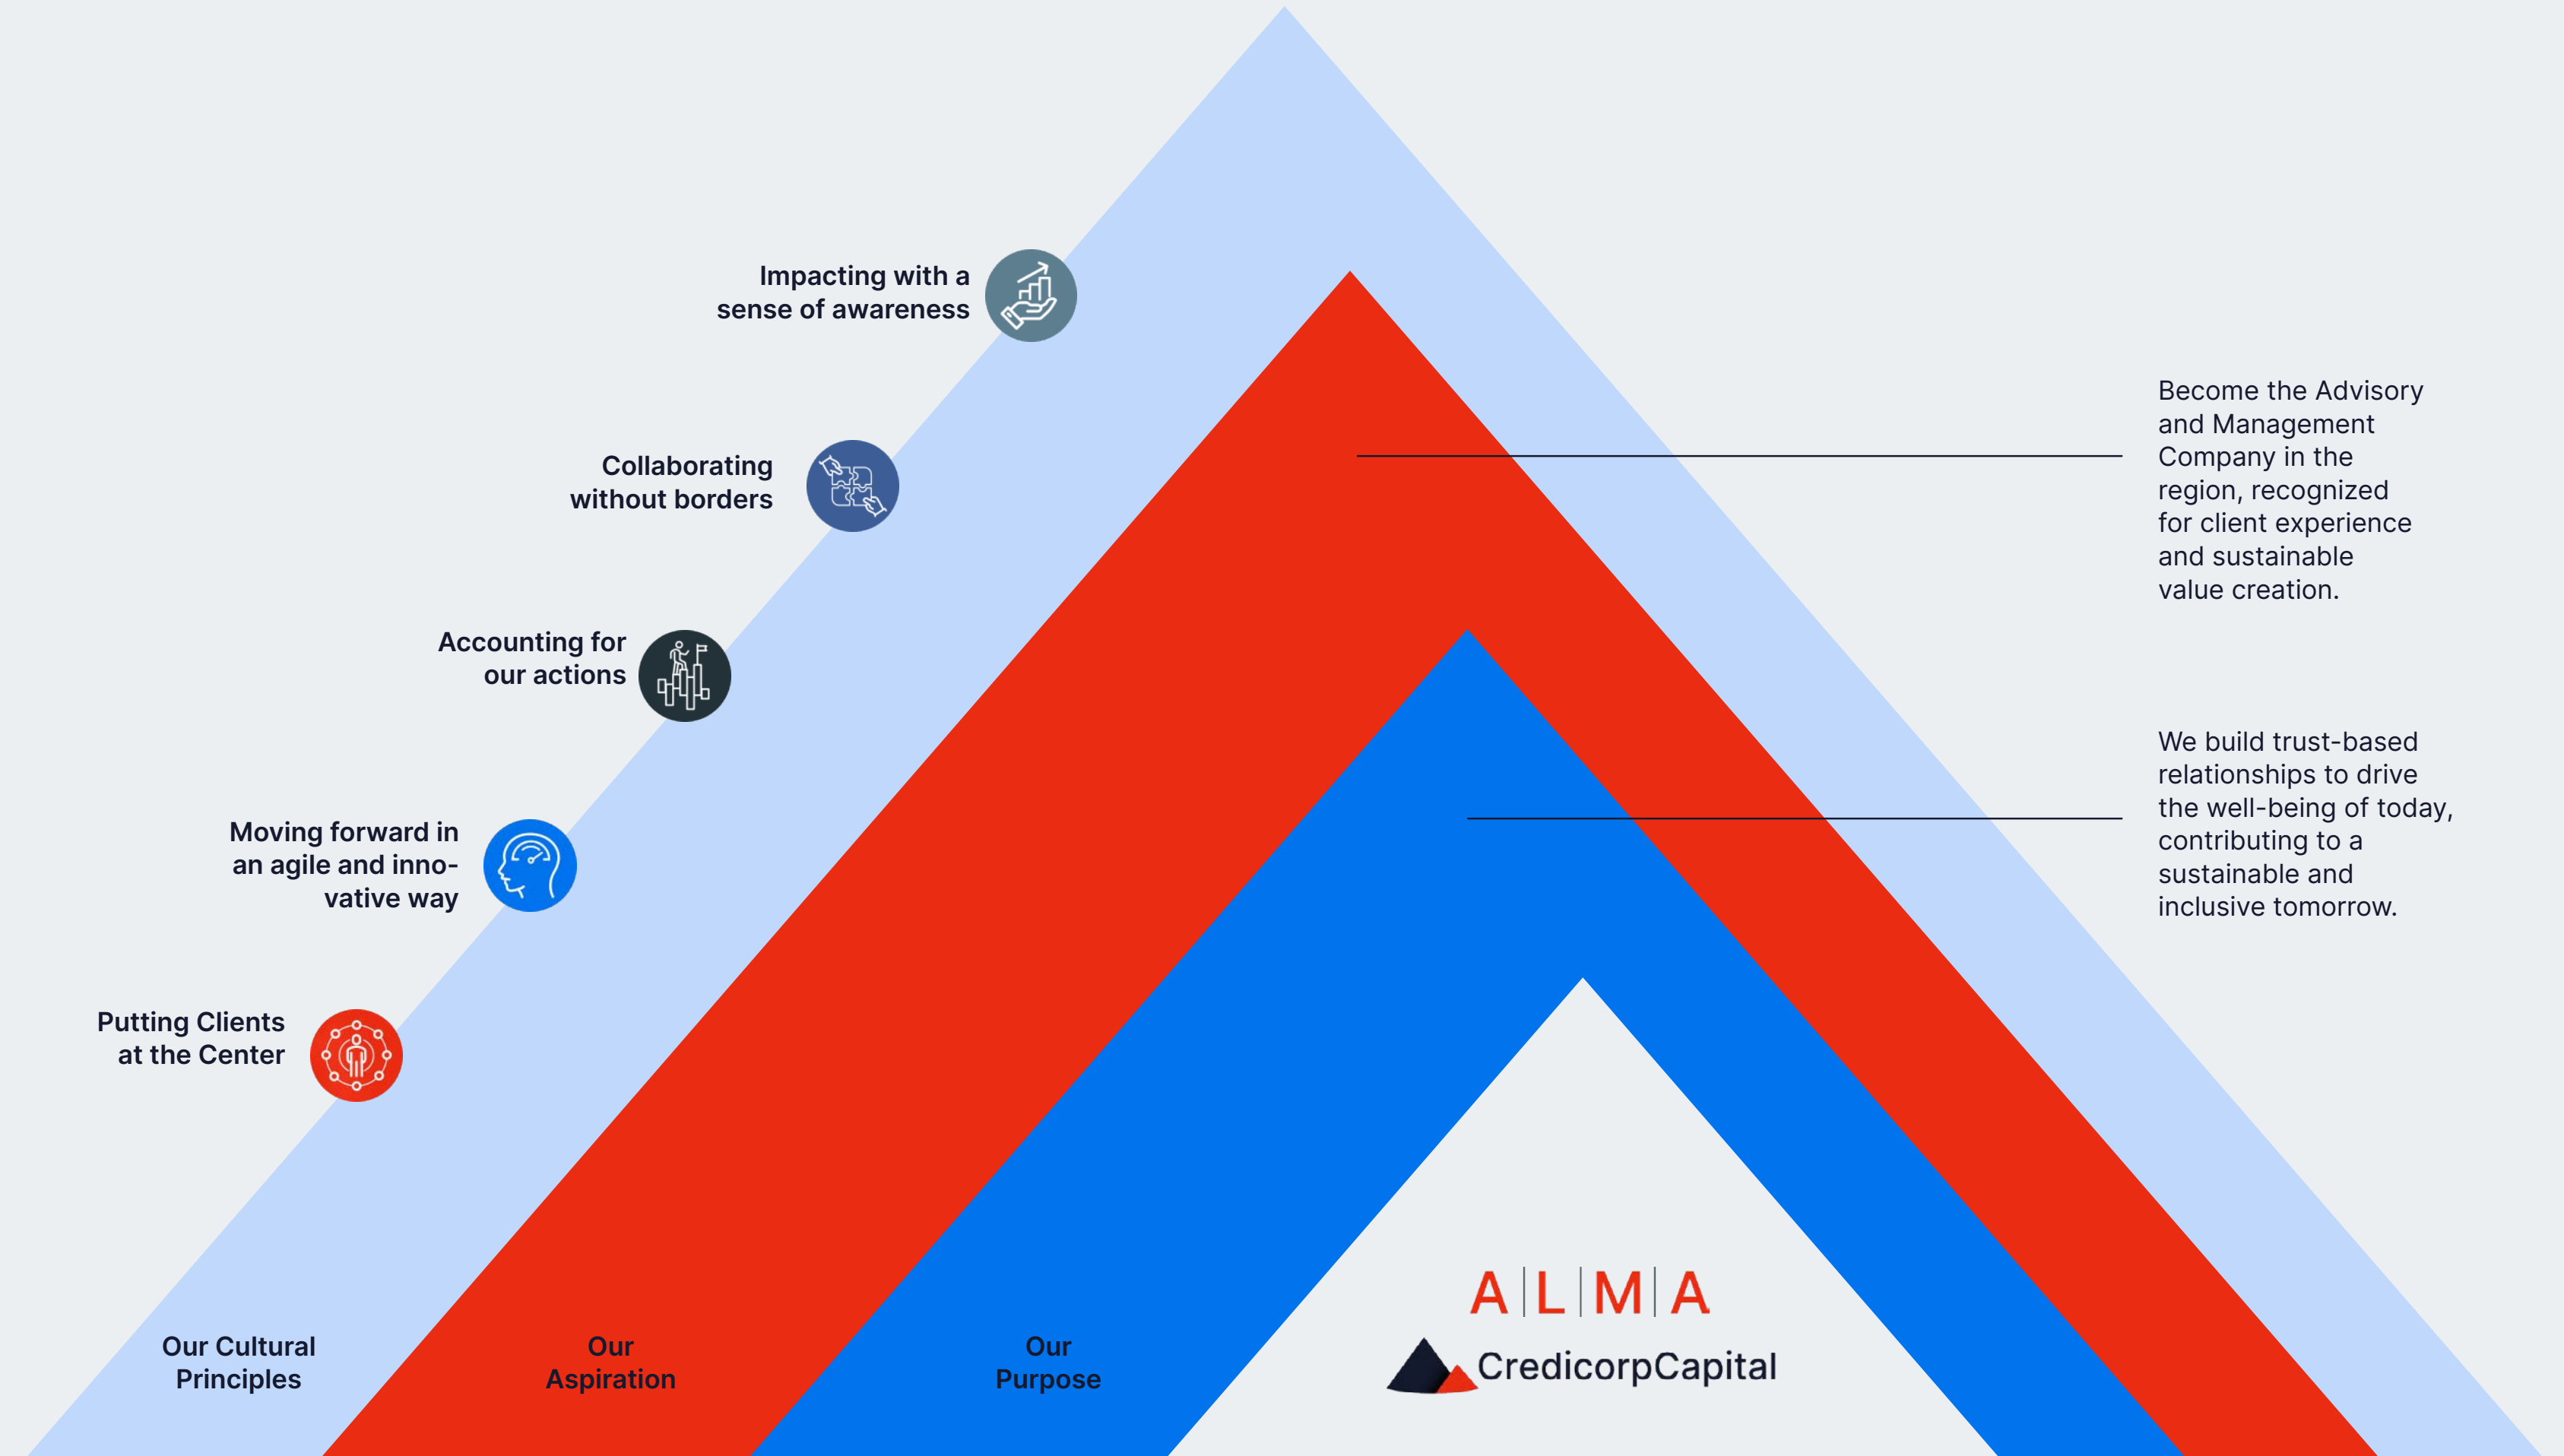 Impacting with a
sense of awareness
Collaborating
without borders
Accounting for
our actions
Moving forward in
an agile and inno-
vative way
Putting Clients
at the Center
Become the Advisory
and Management
Company in the
region, recognized
for client experience
and sustainable
value creation.
We build trust-based
relationships to drive
the well-being of today,
contributing to a
sustainable and
inclusive tomorrow.
Our Cultural
Principles
Our
Aspiration
Our
Purpose
A|L|M|A
CredicorpCapital